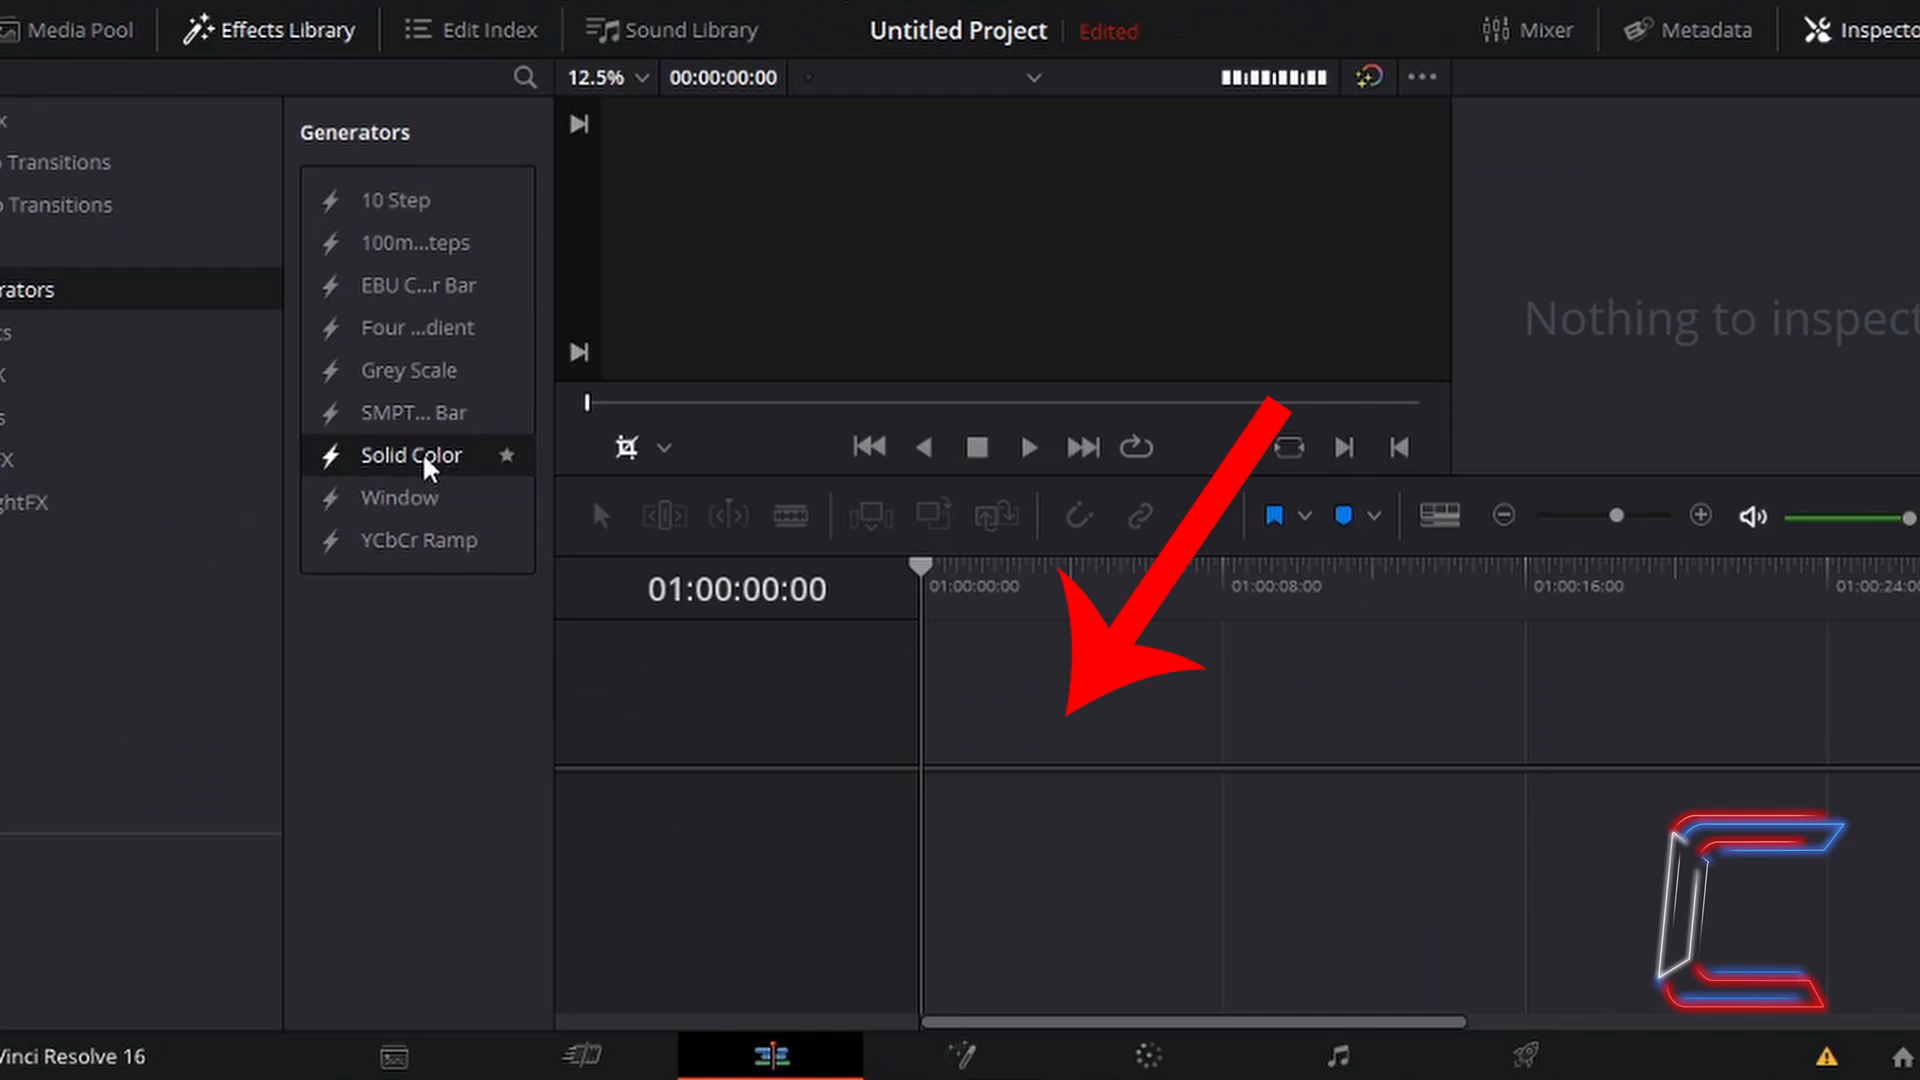 Media Pool
Effects Library
Edit Index
Sound Library
Untitled Project
Edited
Mixer
Metadata
Inspecto
12.5%
00:00:00:00
Transitions
Transitions
rators
ghtFX
Generators
10 Step
100m...teps
EBU C...r Bar
Four ...dient
Grey Scale
SMPT... Bar
Solid Color
Window
YCbCr Ramp
Nothing to inspect
01:00:00:00
01:00:00:00
01:00:08:00
01:00:16:00
01:00:24:00
Vinci Resolve 16